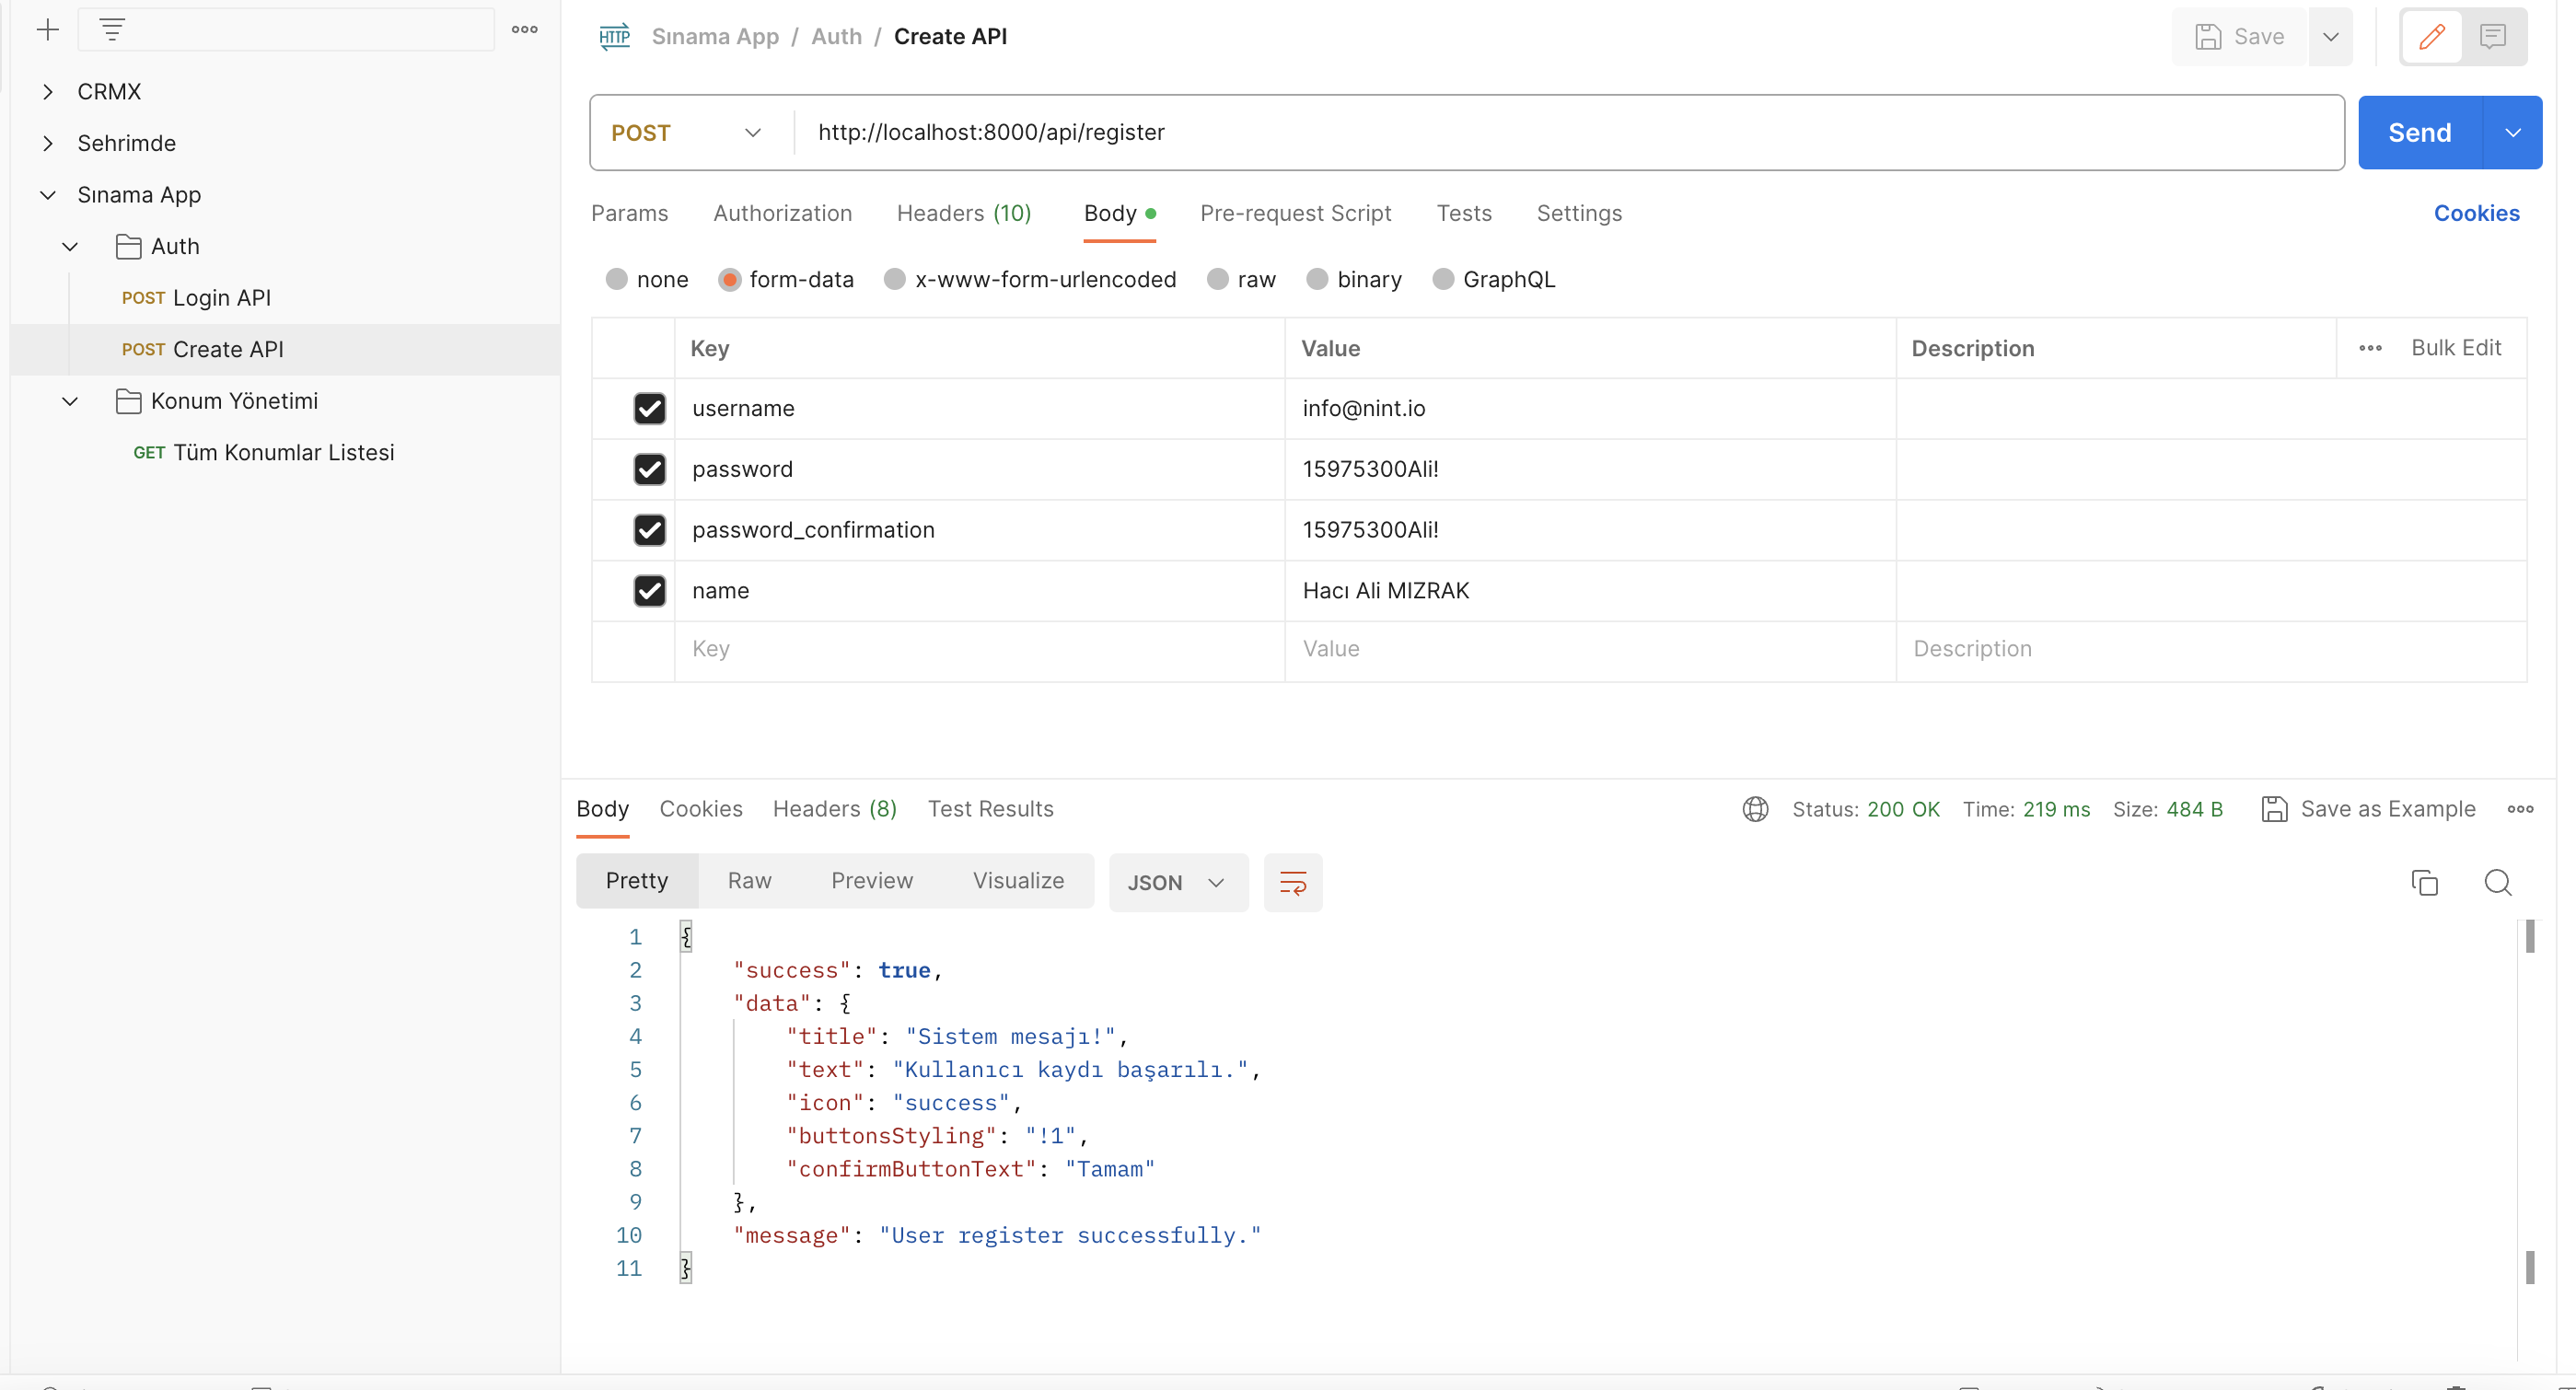 CRMX
Sehrimde
Sınama App
Auth
POST Login API
POST Create API
Konum Yönetimi
GET Tüm Konumlar Listesi
HTTP Sınama App / Auth / Create API
Save
POST http://localhost:8000/api/register
Send
Params Authorization Headers (10) Body Pre-request Script Tests Settings Cookies
none form-data x-www-form-urlencoded raw binary GraphQL
Key Value Description Bulk Edit
username info@nint.io
password 15975300Ali!
password_confirmation 15975300Ali!
name Hacı Ali MIZRAK
Key Value Description
Body Cookies Headers (8) Test Results Status: 200 OK Time: 219 ms Size: 484 B Save as Example
Pretty Raw Preview Visualize JSON
1 {
2 "success": true,
3 "data": {
4 "title": "Sistem mesajı!",
5 "text": "Kullanıcı kaydı başarılı.",
6 "icon": "success",
7 "buttonsStyling": "!1",
8 "confirmButtonText": "Tamam"
9 },
10 "message": "User register successfully."
11 }